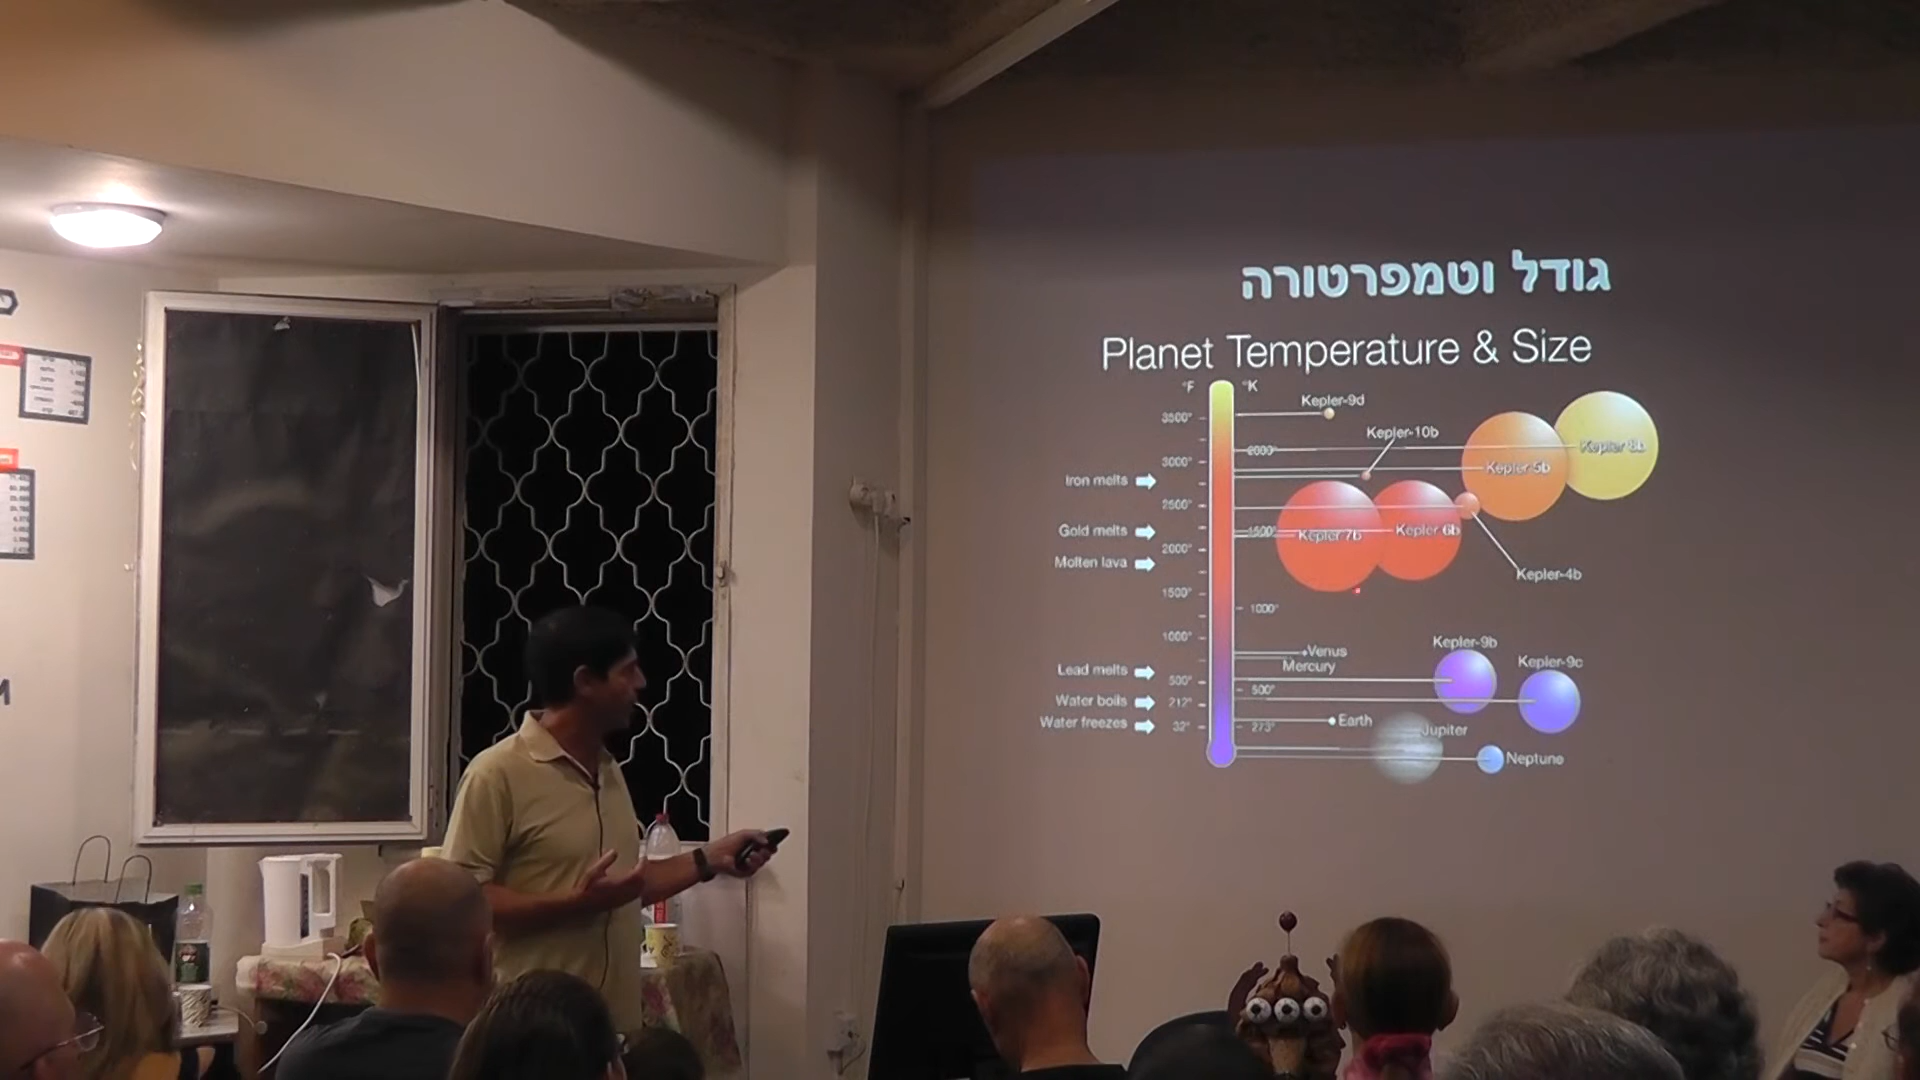 גודל וטמפרטורה
Planet Temperature & Size
°F
°K
Kepler-9d
3500°
Kepler-10b
2000°
Kepler 8b
3000°
Kepler 5b
Iron melts
2500°
Gold melts
1500°
Kepler 7b
Kepler 6b
2000°
Molten lava
Kepler-4b
1500°
1000°
1000°
Kepler-9b
Venus
Mercury
Kepler-9c
Lead melts
500°
500°
Water boils
212°
Water freezes
32°
273°
Earth
Jupiter
Neptune